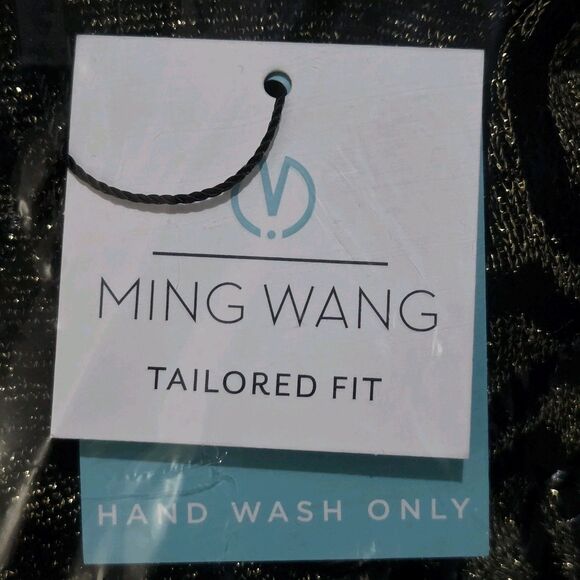 MING WANG
TAILORED FIT
HAND WASH ONLY